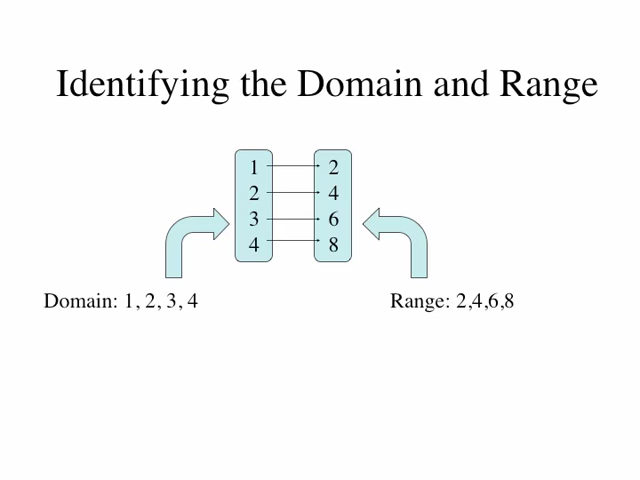 Identifying the Domain and Range
1 2
2 4
3 6
4 8
Domain: 1, 2, 3, 4
Range: 2,4,6,8